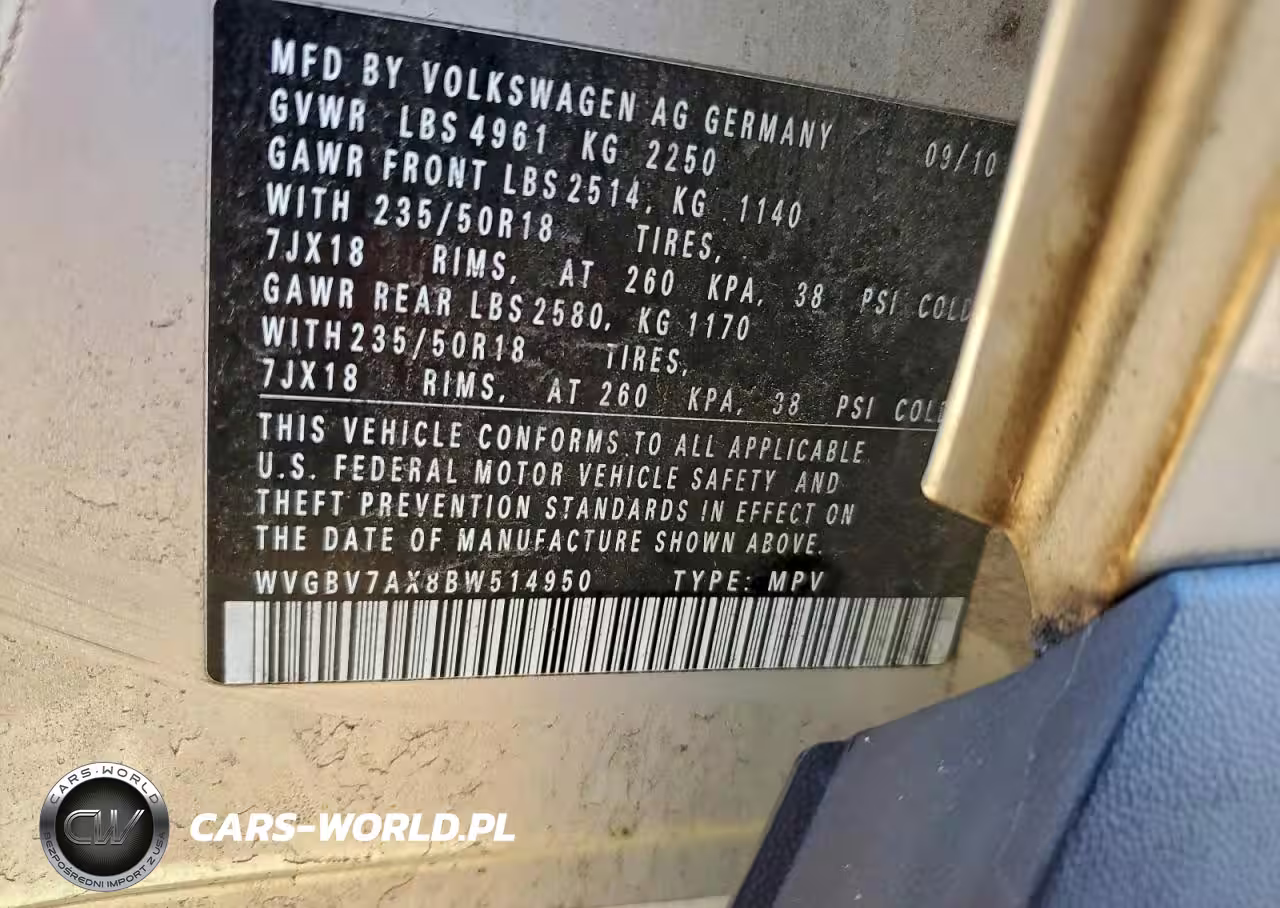 MFD BY VOLKSWAGEN AG GERMANY 09/10
GVWR LBS 4961 KG 2250
GAWR FRONT LBS 2514, KG 1140
WITH 235/50R18 TIRES,
7JX18 RIMS, AT 260 KPA, 38 PSI COLD
GAWR REAR LBS 2580, KG 1170
WITH 235/50R18 TIRES,
7JX18 RIMS, AT 260 KPA, 38 PSI COLD
THIS VEHICLE CONFORMS TO ALL APPLICABLE
U.S. FEDERAL MOTOR VEHICLE SAFETY AND
THEFT PREVENTION STANDARDS IN EFFECT ON
THE DATE OF MANUFACTURE SHOWN ABOVE.
WVGBV7AX8BW514950 TYPE: MPV
CARS-WORLD
CW
BEZPOŚREDNI IMPORT Z USA
CARS-WORLD.PL